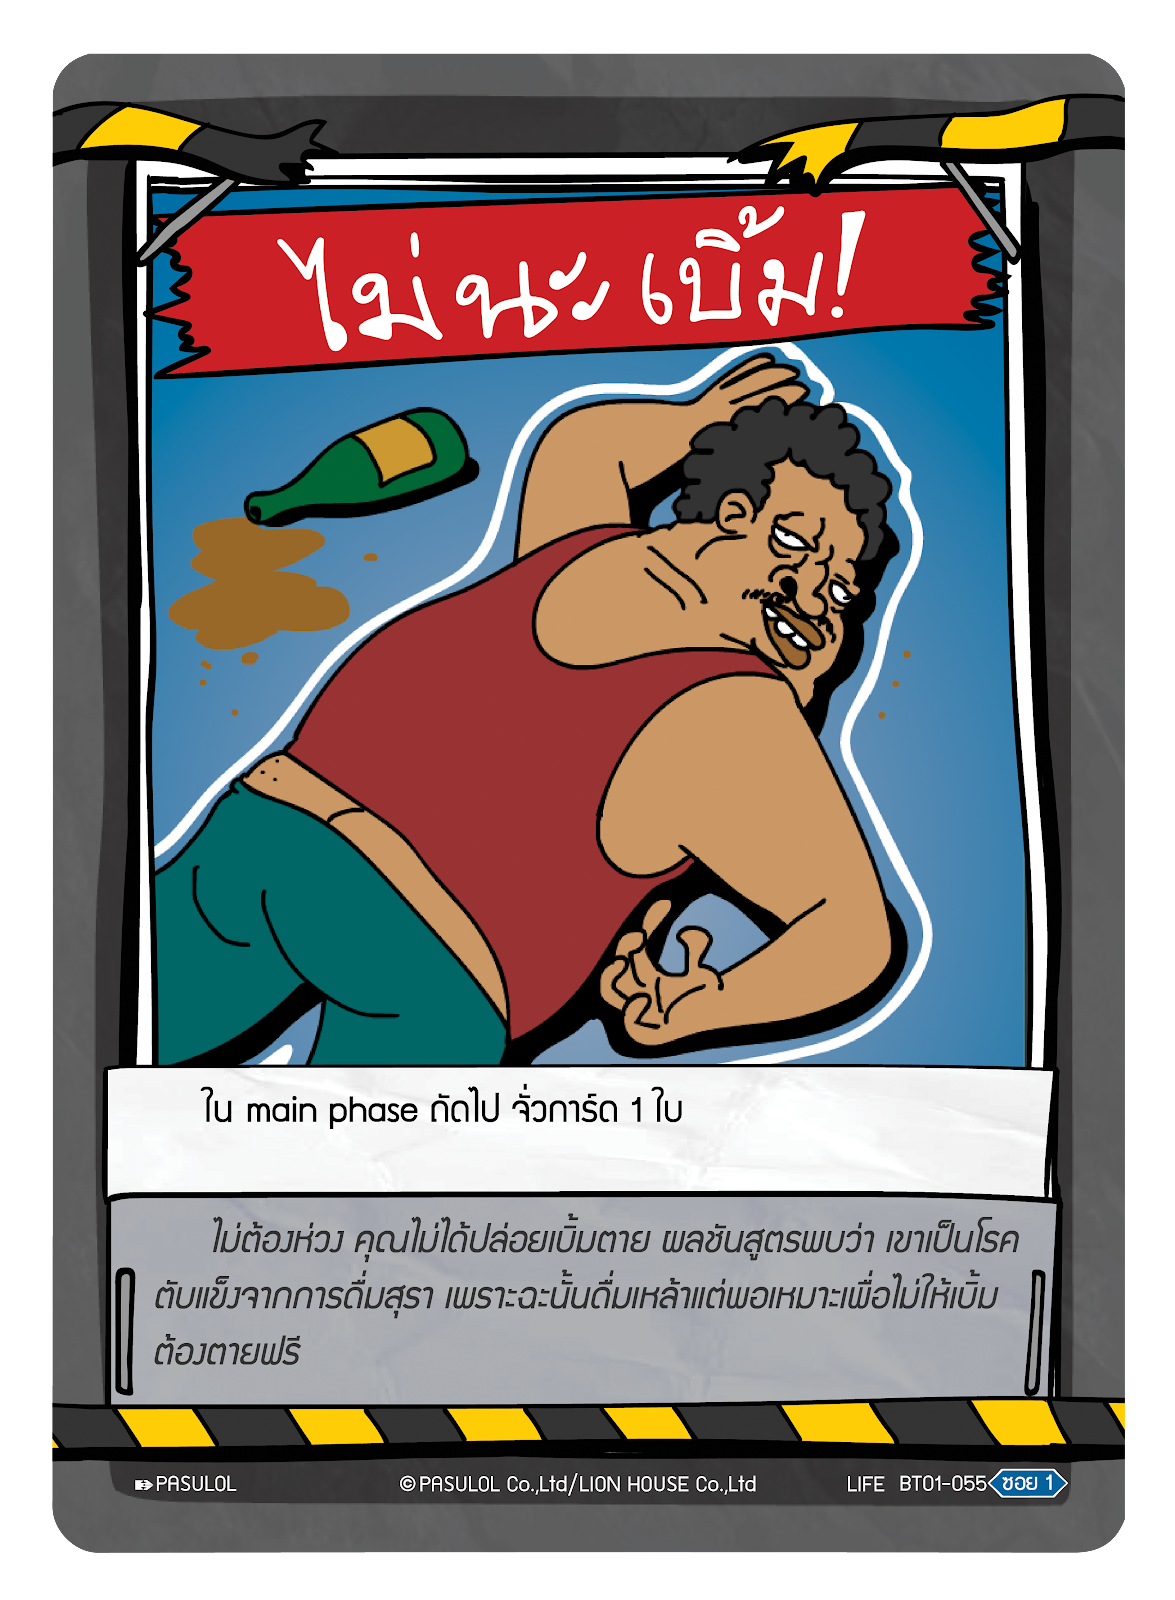 ไม่นะเบิ้ม!
ใน main phase ถัดไป จั่วการ์ด 1 ใบ
ไม่ต้องห่วง คุณไม่ได้ปล่อยเบิ้มตาย ผลชันสูตรพบว่า เขาเป็นโรค
ตับแข็งจากการดื่มสุรา เพราะฉะนั้นดื่มเหล้าแต่พอเหมาะเพื่อไม่ให้เบิ้ม
ต้องตายฟรี
PASULOL ©PASULOL Co.,Ltd/LION HOUSE Co.,Ltd LIFE BT01-055 ซอย 1